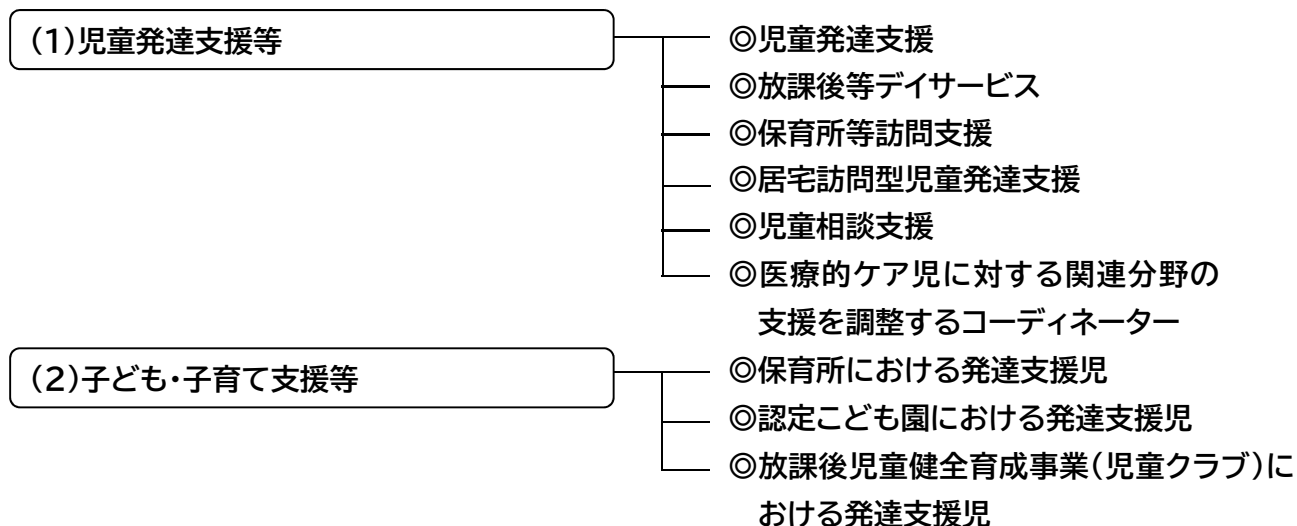 (1)児童発達支援等
◎児童発達支援
◎放課後等デイサービス
◎保育所等訪問支援
◎居宅訪問型児童発達支援
◎児童相談支援
◎医療的ケア児に対する関連分野の
支援を調整するコーディネーター
(2)子ども・子育て支援等
◎保育所における発達支援児
◎認定こども園における発達支援児
◎放課後児童健全育成事業(児童クラブ)に
おける発達支援児